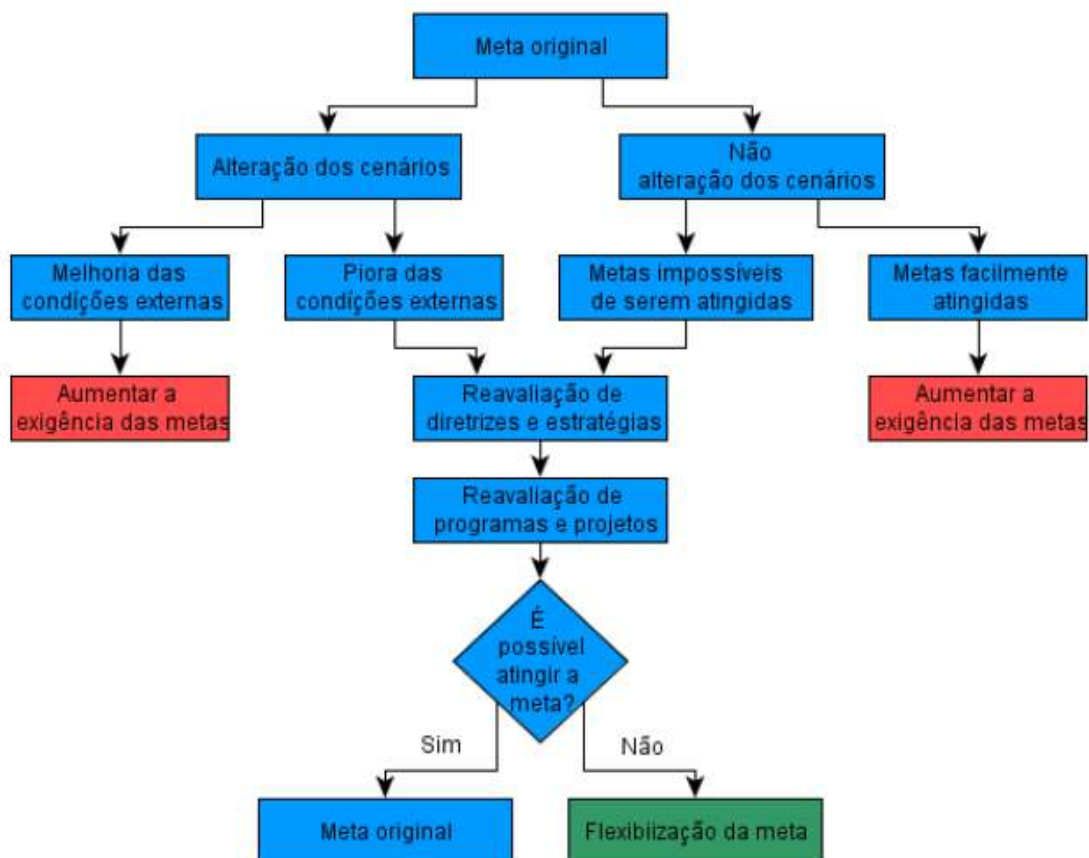 Meta original
Alteração dos cenários
Não
alteração dos cenários
Melhoria das
condições externas
Piora das
condições externas
Metas impossíveis
de serem atingidas
Metas facilmente
atingidas
Aumentar a
exigência das metas
Reavaliação de
diretrizes e estratégias
Aumentar a
exigência das metas
Reavaliação de
programas e projetos
É
possível
atingir a
meta?
Sim
Não
Meta original
Flexibiização da meta